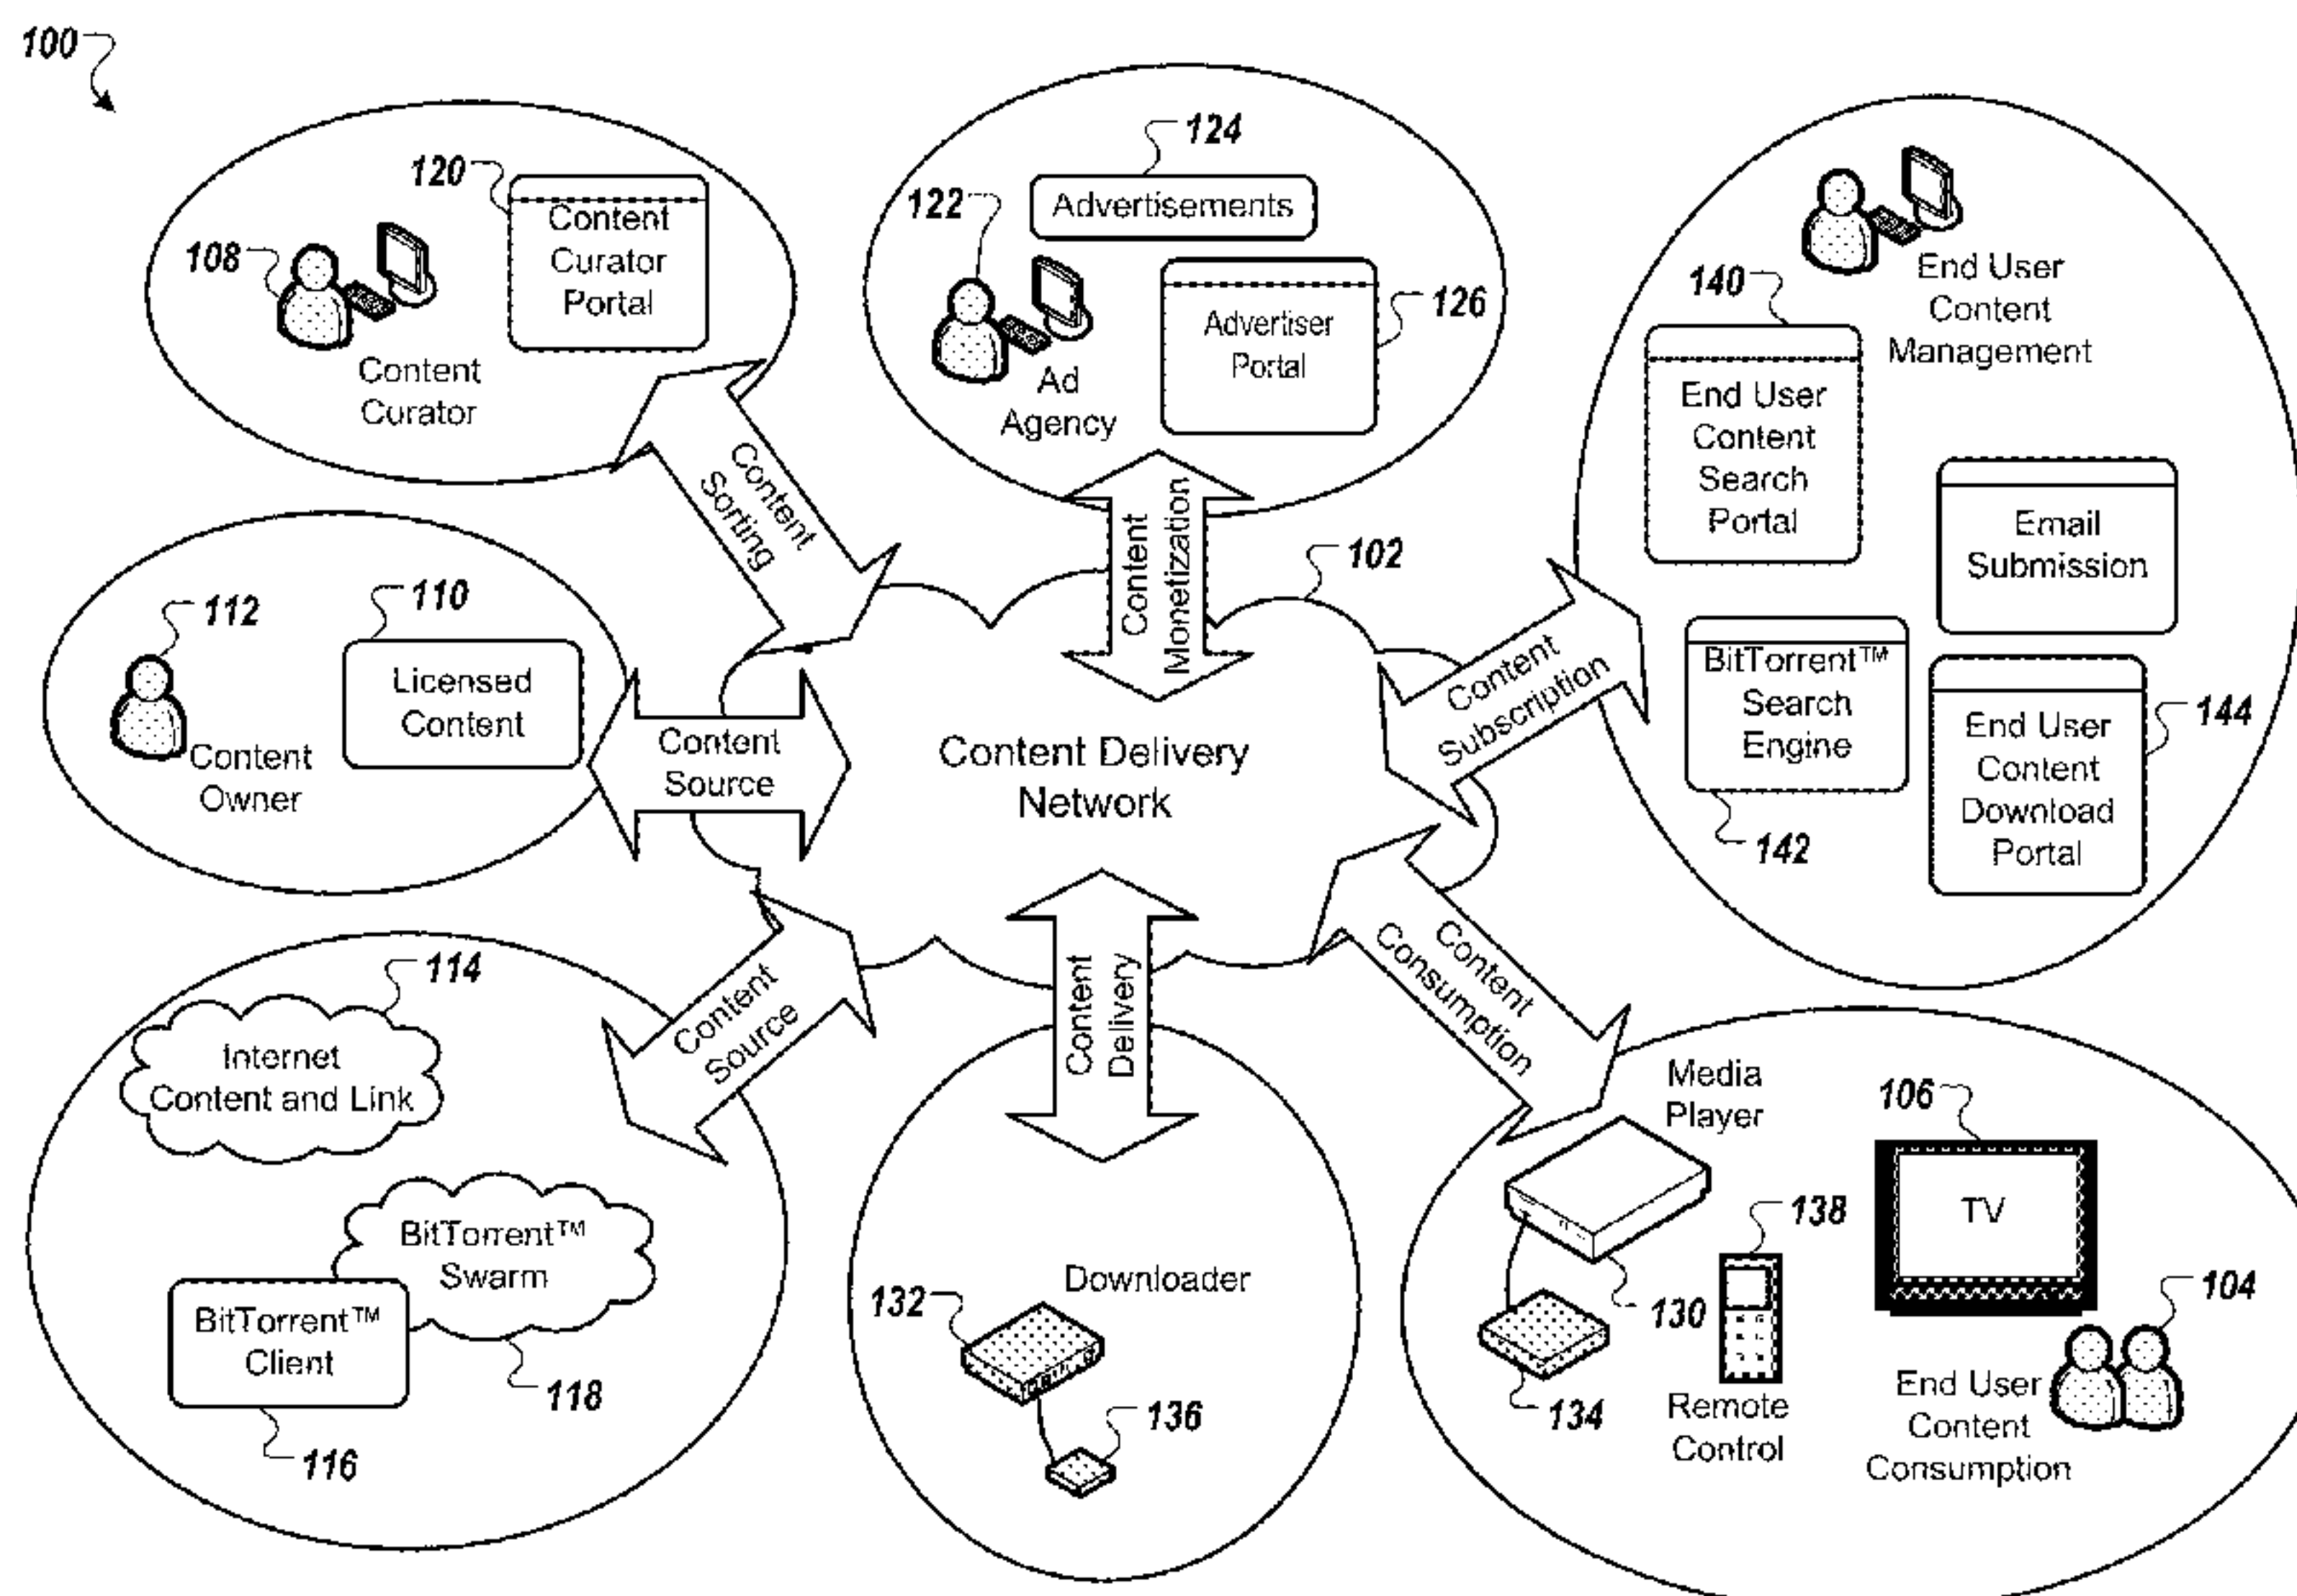 100
120
Content
Curator
Portal
108
Content
Curator
124
Advertisements
122
Advertiser
Portal
126
Ad
Agency
End User
Content
Management
140
End User
Content
Search
Portal
Email
Submission
BitTorrent™
Search
Engine
142
End User
Content
Download
Portal
144
Content
Sorting
Content
Monetization
102
Content
Subscription
112
110
Licensed
Content
Content
Owner
Content
Source
Content Delivery
Network
114
Internet
Content and Link
Content
Source
BitTorrent™
Swarm
BitTorrent™
Client
118
116
Content
Delivery
Downloader
132
136
Content
Consumption
Media
Player
106
TV
138
130
134
Remote
Control
104
End User
Content
Consumption